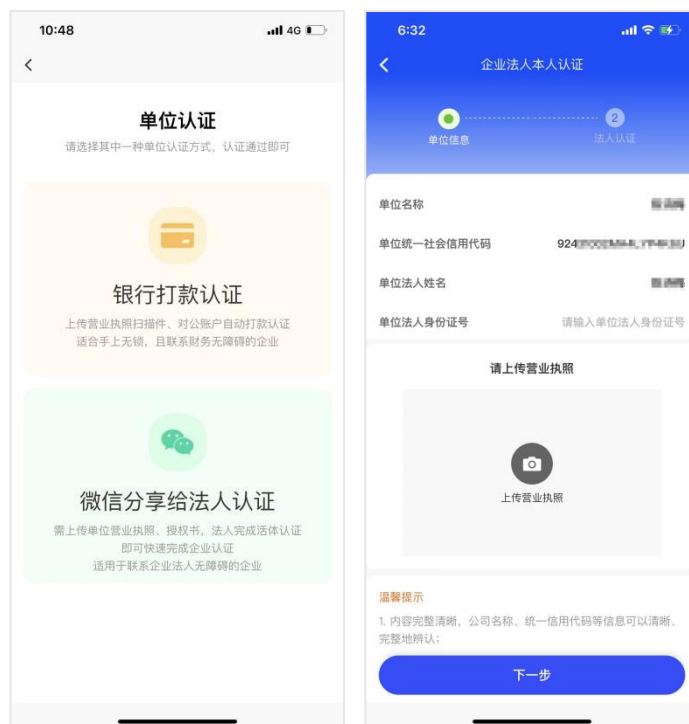 10:48
4G
单位认证
请选择其中一种单位认证方式，认证通过即可
银行打款认证
上传营业执照扫描件、对公账户自动打款认证
适合手上无锁，且联系财务无障碍的企业
微信分享给法人认证
需上传单位营业执照、授权书，法人完成活体认证
即可快速完成企业认证
适用于联系企业法人无障碍的企业
6:32
企业法人本人认证
2
单位信息
法人认证
单位名称
单位统一社会信用代码
924
单位法人姓名
单位法人身份证号
请输入单位法人身份证号
请上传营业执照
上传营业执照
温馨提示
1. 内容完整清晰，公司名称、统一信用代码等信息可以清晰、
完整地辨认；
下一步